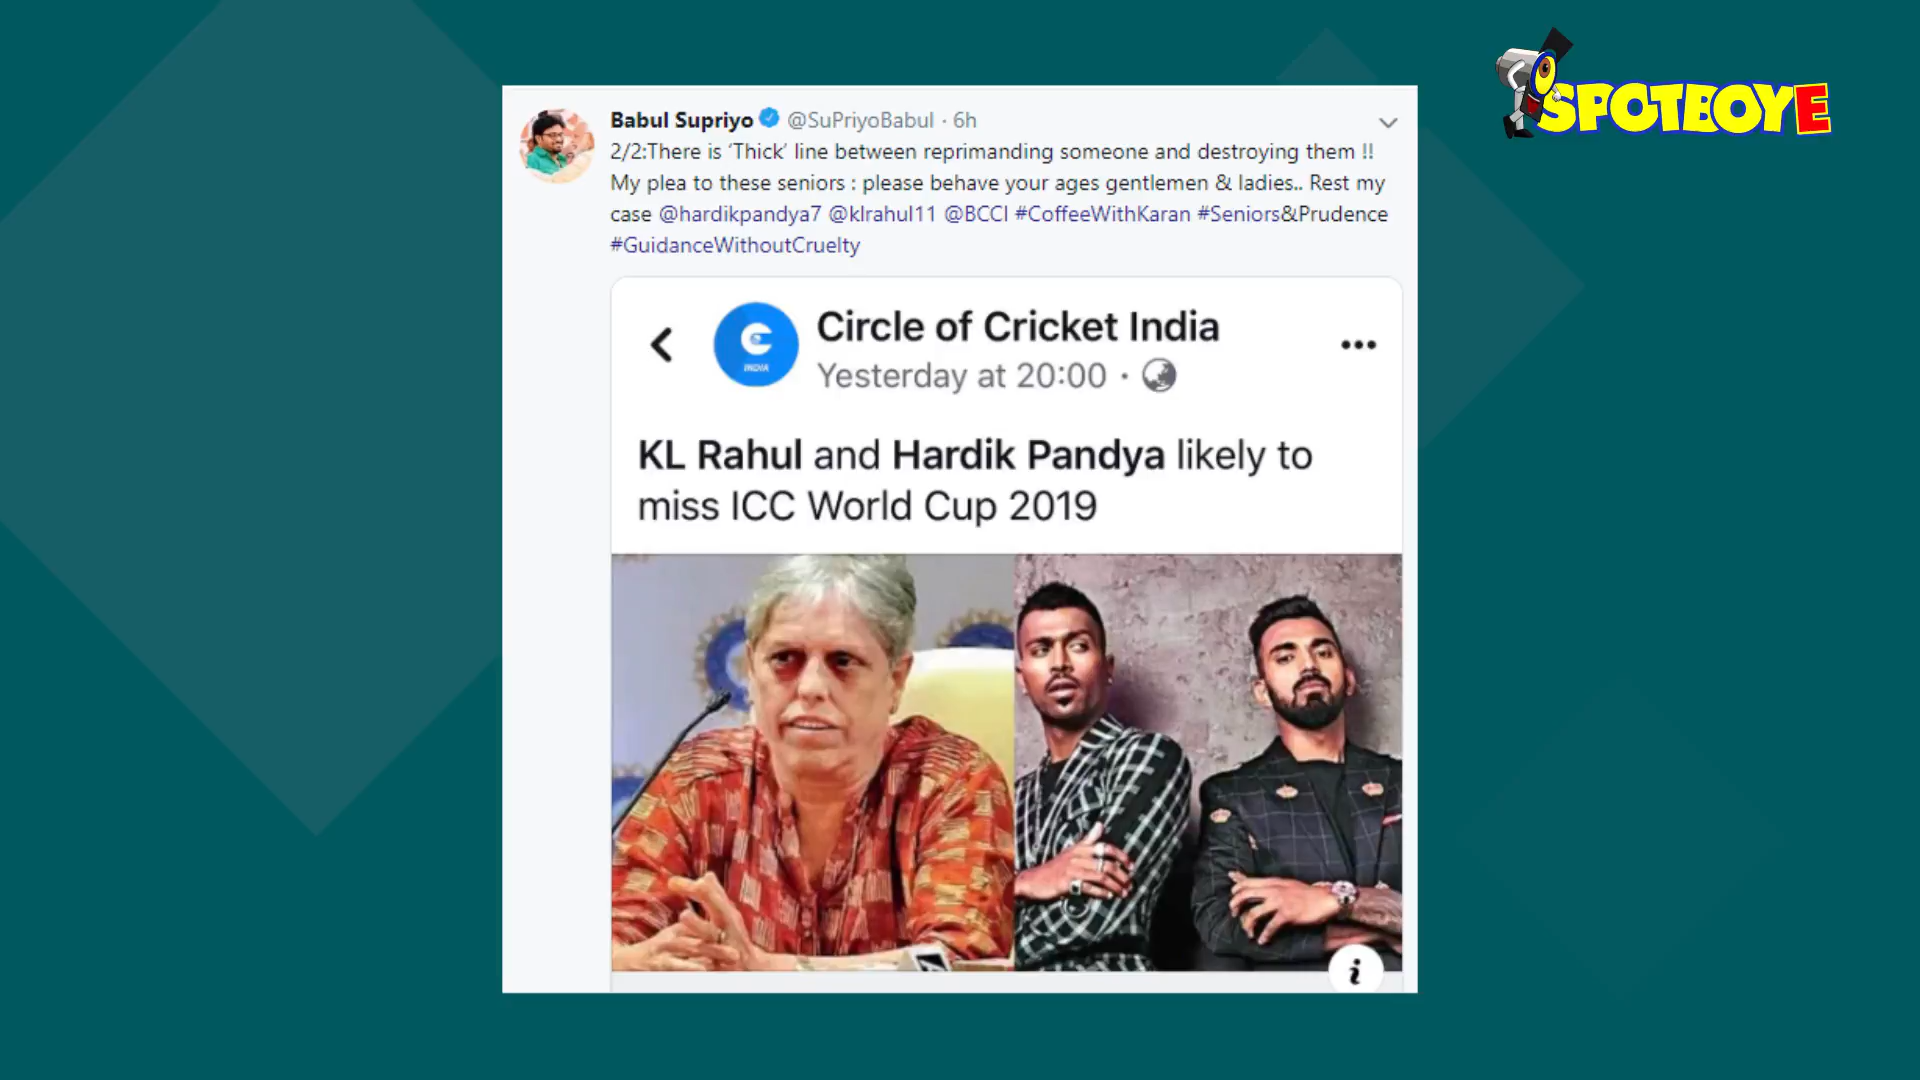 SPOTBOYE
Babul Supriyo @SuPriyoBabul · 6h
2/2:There is ‘Thick’ line between reprimanding someone and destroying them !!
My plea to these seniors : please behave your ages gentlemen & ladies.. Rest my
case @hardikpandya7 @klrahul11 @BCCI #CoffeeWithKaran #Seniors&Prudence
#GuidanceWithoutCruelty
Circle of Cricket India
INDIA
Yesterday at 20:00 ·
KL Rahul and Hardik Pandya likely to
miss ICC World Cup 2019
i